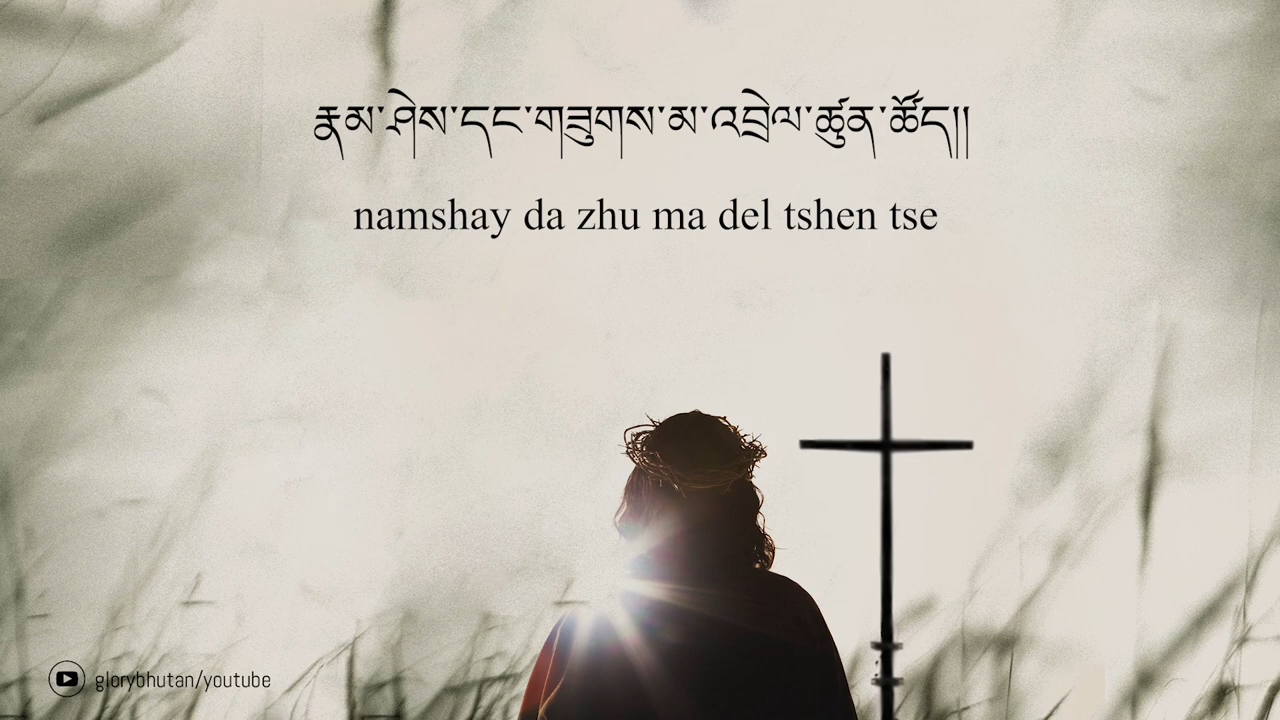 རྣམ་ཤེས་དང་གཟུགས་མ་འབྲེལ་ཚུན་ཚོད།།
namshay da zhu ma del tshen tse
glorybhutan/youtube